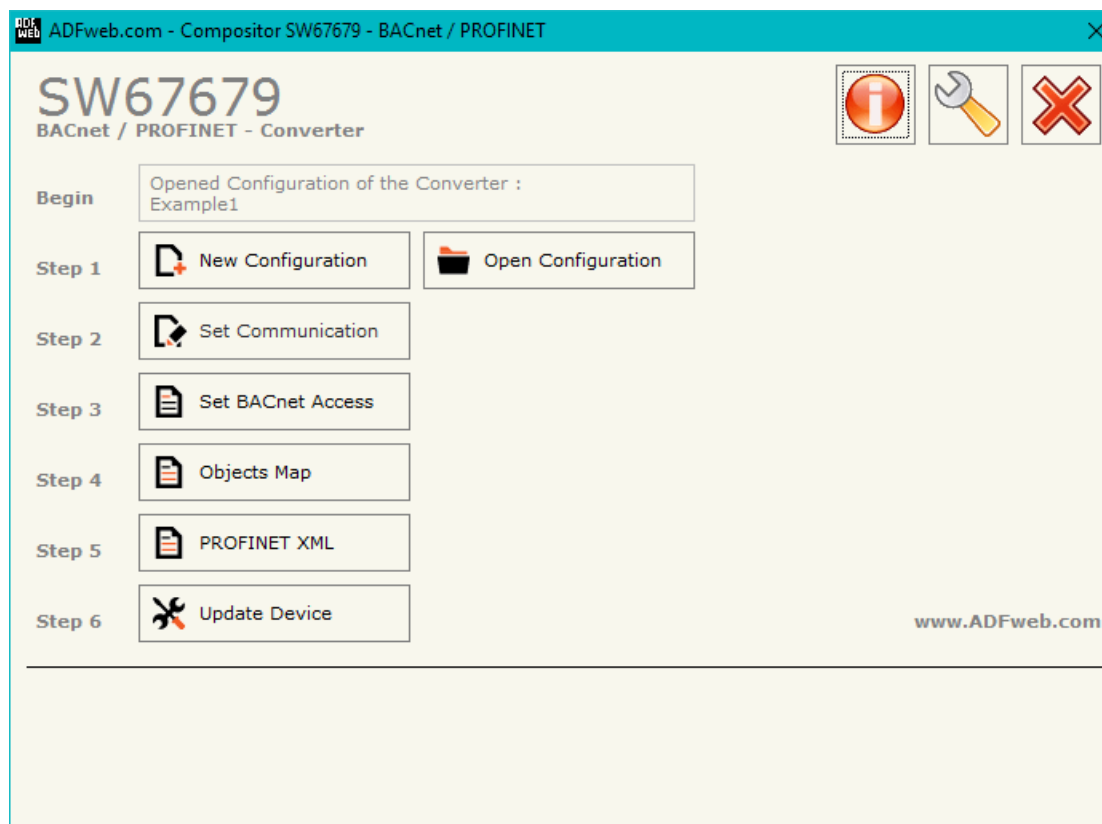 ADF web ADFweb.com - Compositor SW67679 - BACnet / PROFINET
SW67679
BACnet / PROFINET - Converter
Begin
Opened Configuration of the Converter :
Example1
Step 1
New Configuration
Open Configuration
Step 2
Set Communication
Step 3
Set BACnet Access
Step 4
Objects Map
Step 5
PROFINET XML
Step 6
Update Device
www.ADFweb.com